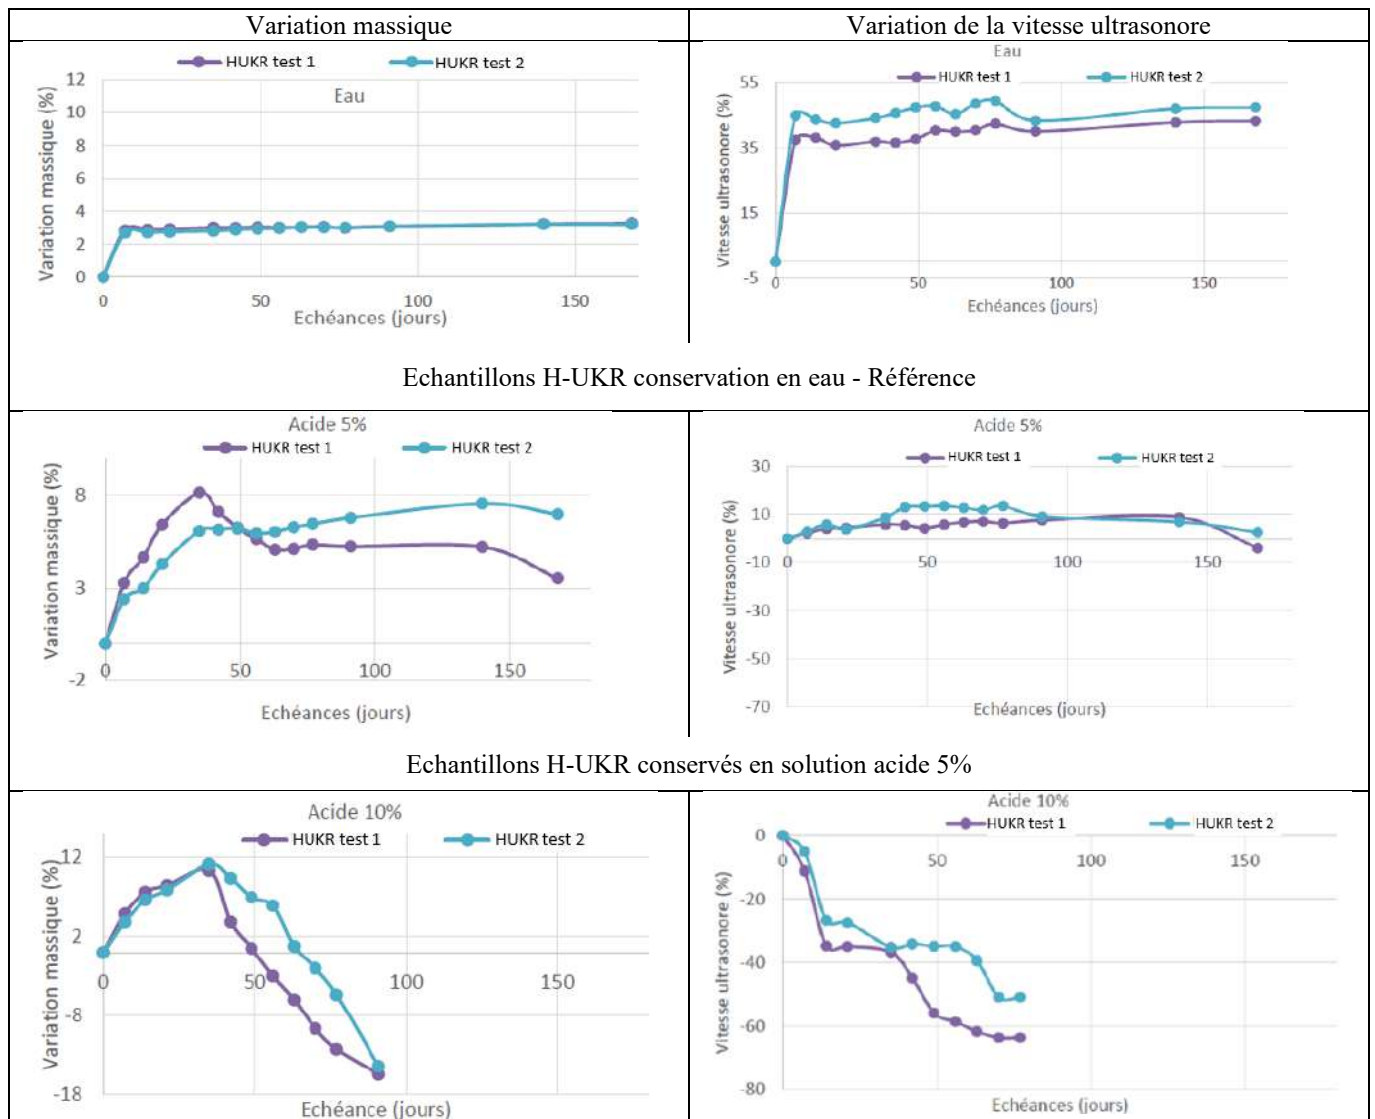 Variation massique
Variation de la vitesse ultrasonore
HUKR test 1
HUKR test 2
Eau
Variation massique (%)
12
10
8
6
4
2
0
0
50
100
150
Echéances (jours)
Eau
HUKR test 1
HUKR test 2
Vitesse ultrasonore (%)
55
35
15
-5
0
50
100
150
Echéances (jours)
Echantillons H-UKR conservation en eau - Référence
Acide 5%
HUKR test 1
HUKR test 2
Variation massique (%)
8
3
-2
0
50
100
150
Echéances (jours)
Acide 5%
HUKR test 1
HUKR test 2
Vitesse ultrasonore (%)
30
10
-10
-30
-50
-70
0
50
100
150
Echéances (jours)
Echantillons H-UKR conservés en solution acide 5%
Acide 10%
HUKR test 1
HUKR test 2
Variation massique (%)
12
2
-8
-18
0
50
100
150
Echéance (jours)
Acide 10%
HUKR test 1
HUKR test 2
Vitesse ultrasonore (%)
0
-20
-40
-60
-80
0
50
100
150
Echéances (jours)